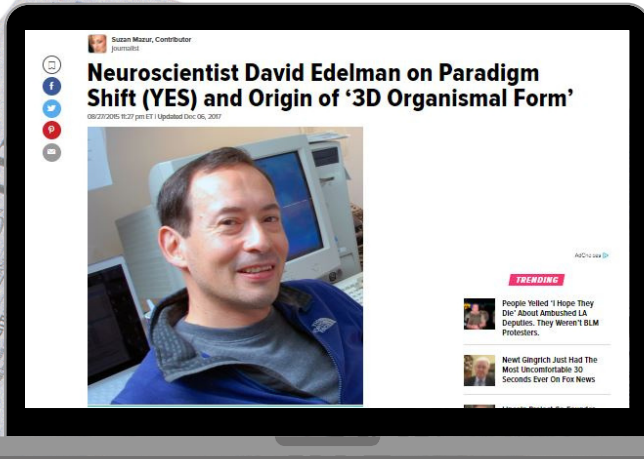 Suzan Mazur, Contributor
journalist
Neuroscientist David Edelman on Paradigm
Shift (YES) and Origin of ‘3D Organismal Form’
08/27/2015 11:27 pm ET | Updated Dec 06, 2017
AdChoices
TRENDING
People Yelled 'I Hope They
Die' About Ambushed LA
Deputies. They Weren't BLM
Protesters.
Newt Gingrich Just Had The
Most Uncomfortable 30
Seconds Ever On Fox News